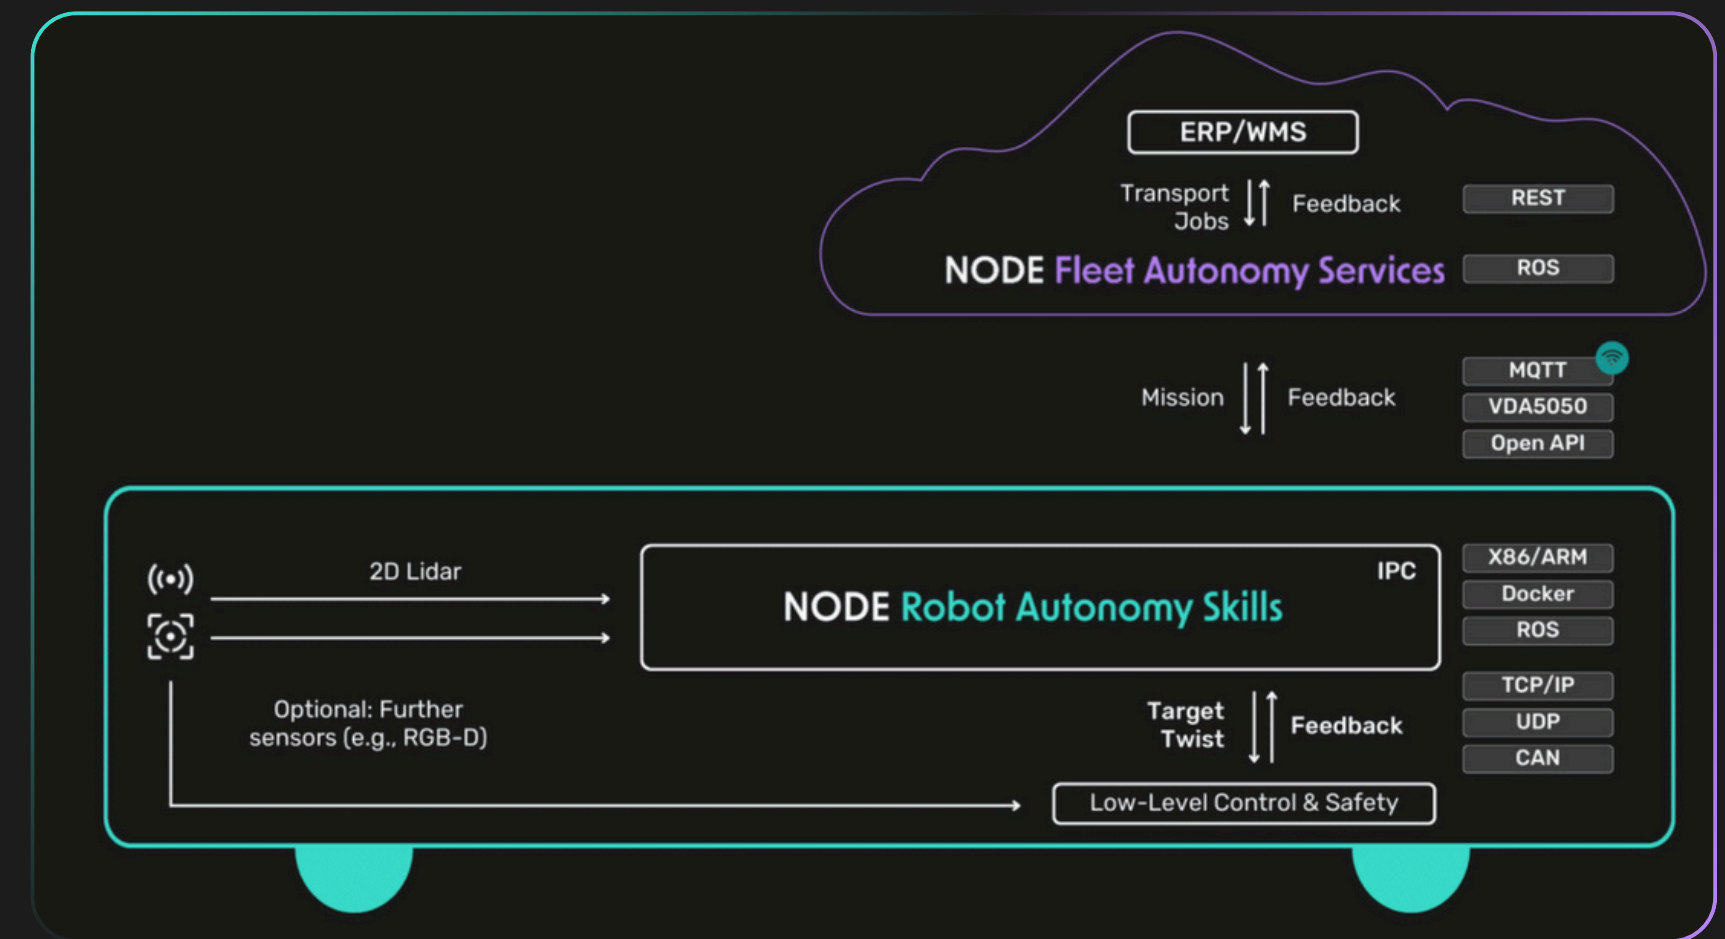 ERP/WMS
Transport
Jobs
Feedback
REST
NODE Fleet Autonomy Services
ROS
Mission
Feedback
MQTT
VDA5050
Open API
2D Lidar
IPC
NODE Robot Autonomy Skills
X86/ARM
Docker
ROS
Optional: Further
sensors (e.g., RGB-D)
Target
Twist
Feedback
TCP/IP
UDP
CAN
Low-Level Control & Safety